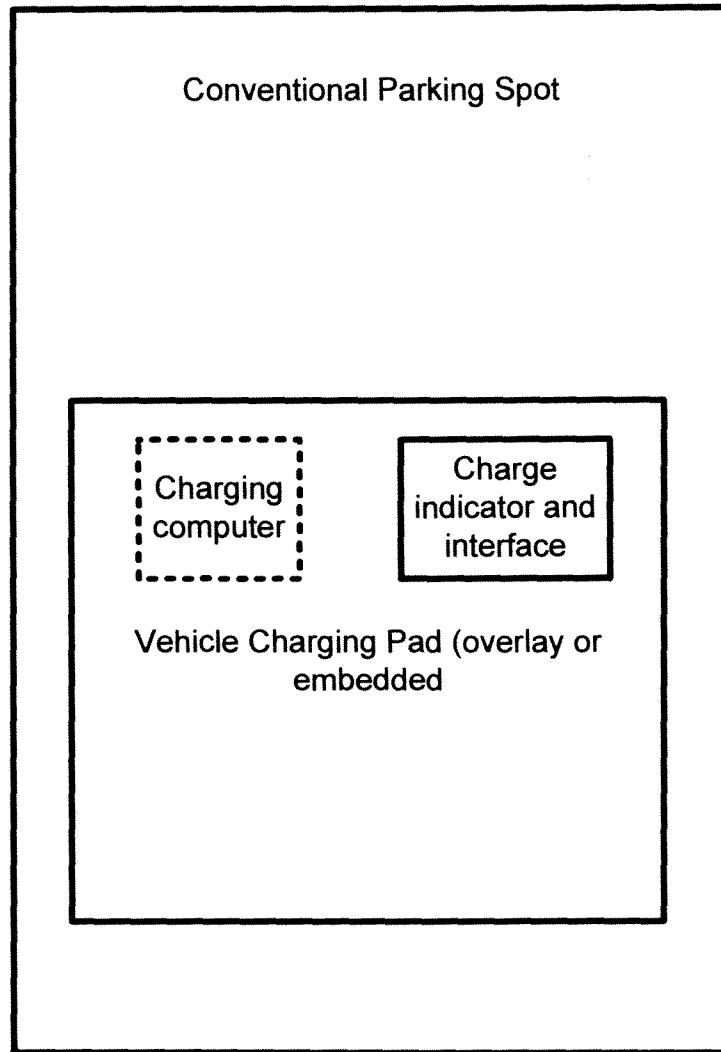 Conventional Parking Spot
Charging
computer
Charge
indicator and
interface
Vehicle Charging Pad (overlay or
embedded